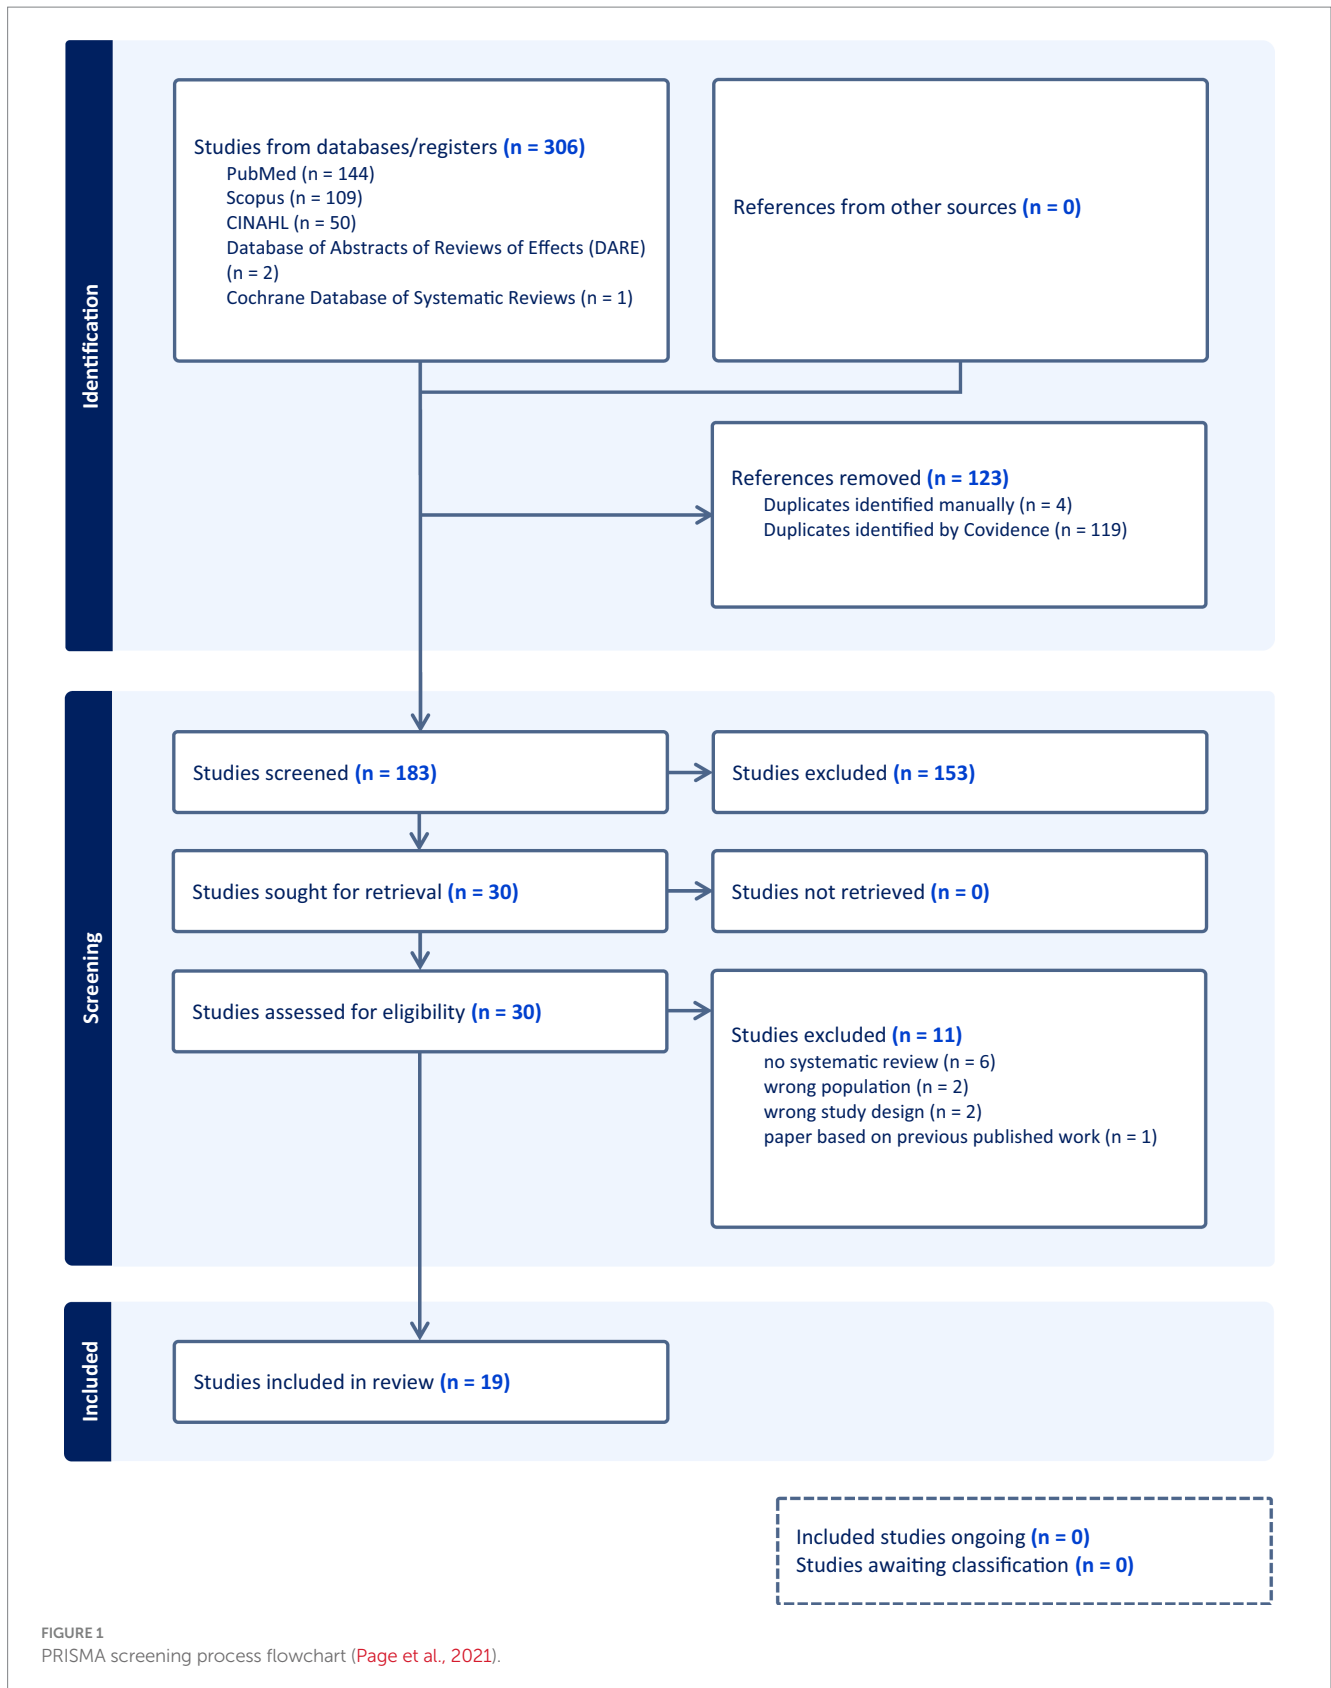 Identification
Studies from databases/registers (n = 306)
PubMed (n = 144)
Scopus (n = 109)
CINAHL (n = 50)
Database of Abstracts of Reviews of Effects (DARE)
(n = 2)
Cochrane Database of Systematic Reviews (n = 1)
References from other sources (n = 0)
References removed (n = 123)
Duplicates identified manually (n = 4)
Duplicates identified by Covidence (n = 119)
Screening
Studies screened (n = 183)
Studies excluded (n = 153)
Studies sought for retrieval (n = 30)
Studies not retrieved (n = 0)
Studies assessed for eligibility (n = 30)
Studies excluded (n = 11)
no systematic review (n = 6)
wrong population (n = 2)
wrong study design (n = 2)
paper based on previous published work (n = 1)
Included
Studies included in review (n = 19)
Included studies ongoing (n = 0)
Studies awaiting classification (n = 0)
FIGURE 1
PRISMA screening process flowchart (Page et al., 2021).